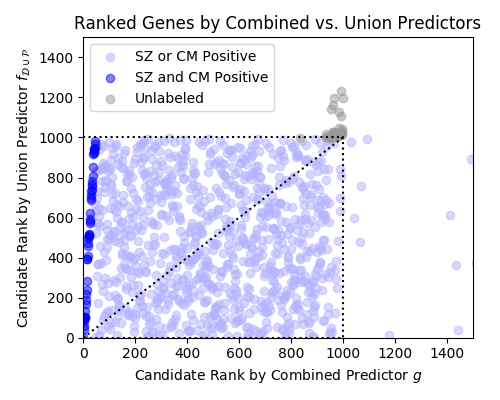 Ranked Genes by Combined vs. Union Predictors
Candidate Rank by Union Predictor f_{𝒟∪𝒫}
1400
1200
1000
800
600
400
200
0
SZ or CM Positive
SZ and CM Positive
Unlabeled
0 200 400 600 800 1000 1200 1400
Candidate Rank by Combined Predictor g